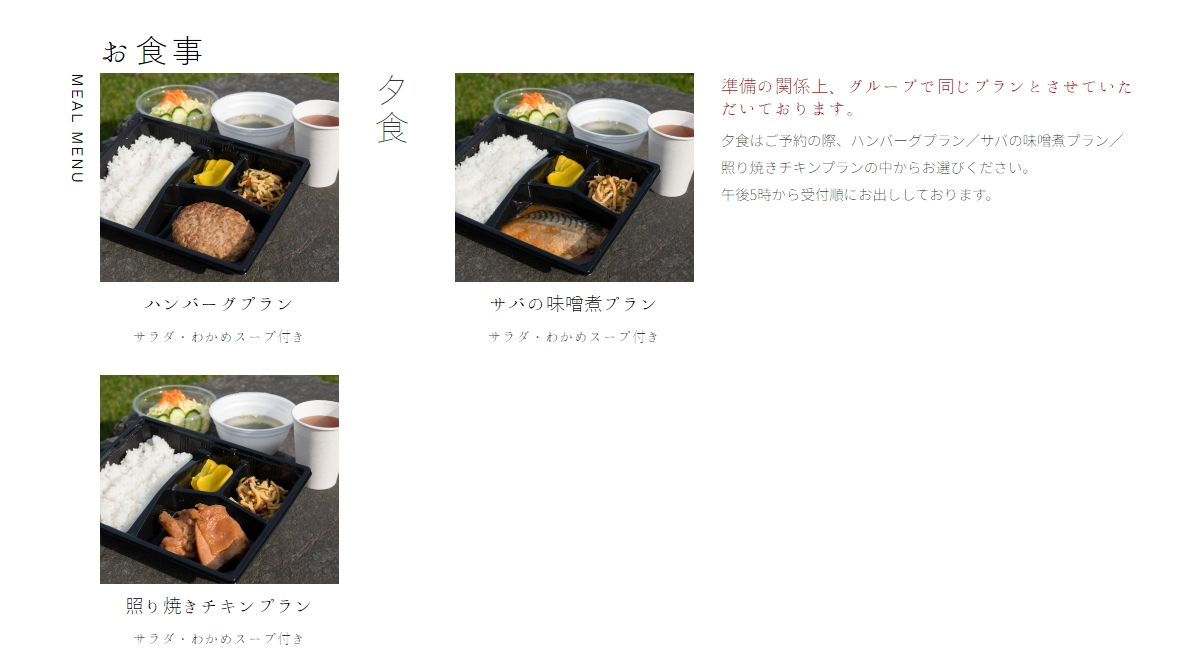 お食事
MEAL MENU
夕食
ハンバーグプラン
サラダ・わかめスープ付き
サバの味噌煮プラン
サラダ・わかめスープ付き
照り焼きチキンプラン
サラダ・わかめスープ付き
準備の関係上、グループで同じプランとさせていた
だいております。
夕食はご予約の際、ハンバーグプラン／サバの味噌煮プラン／
照り焼きチキンプランの中からお選びください。
午後5時から受付順にお出ししております。